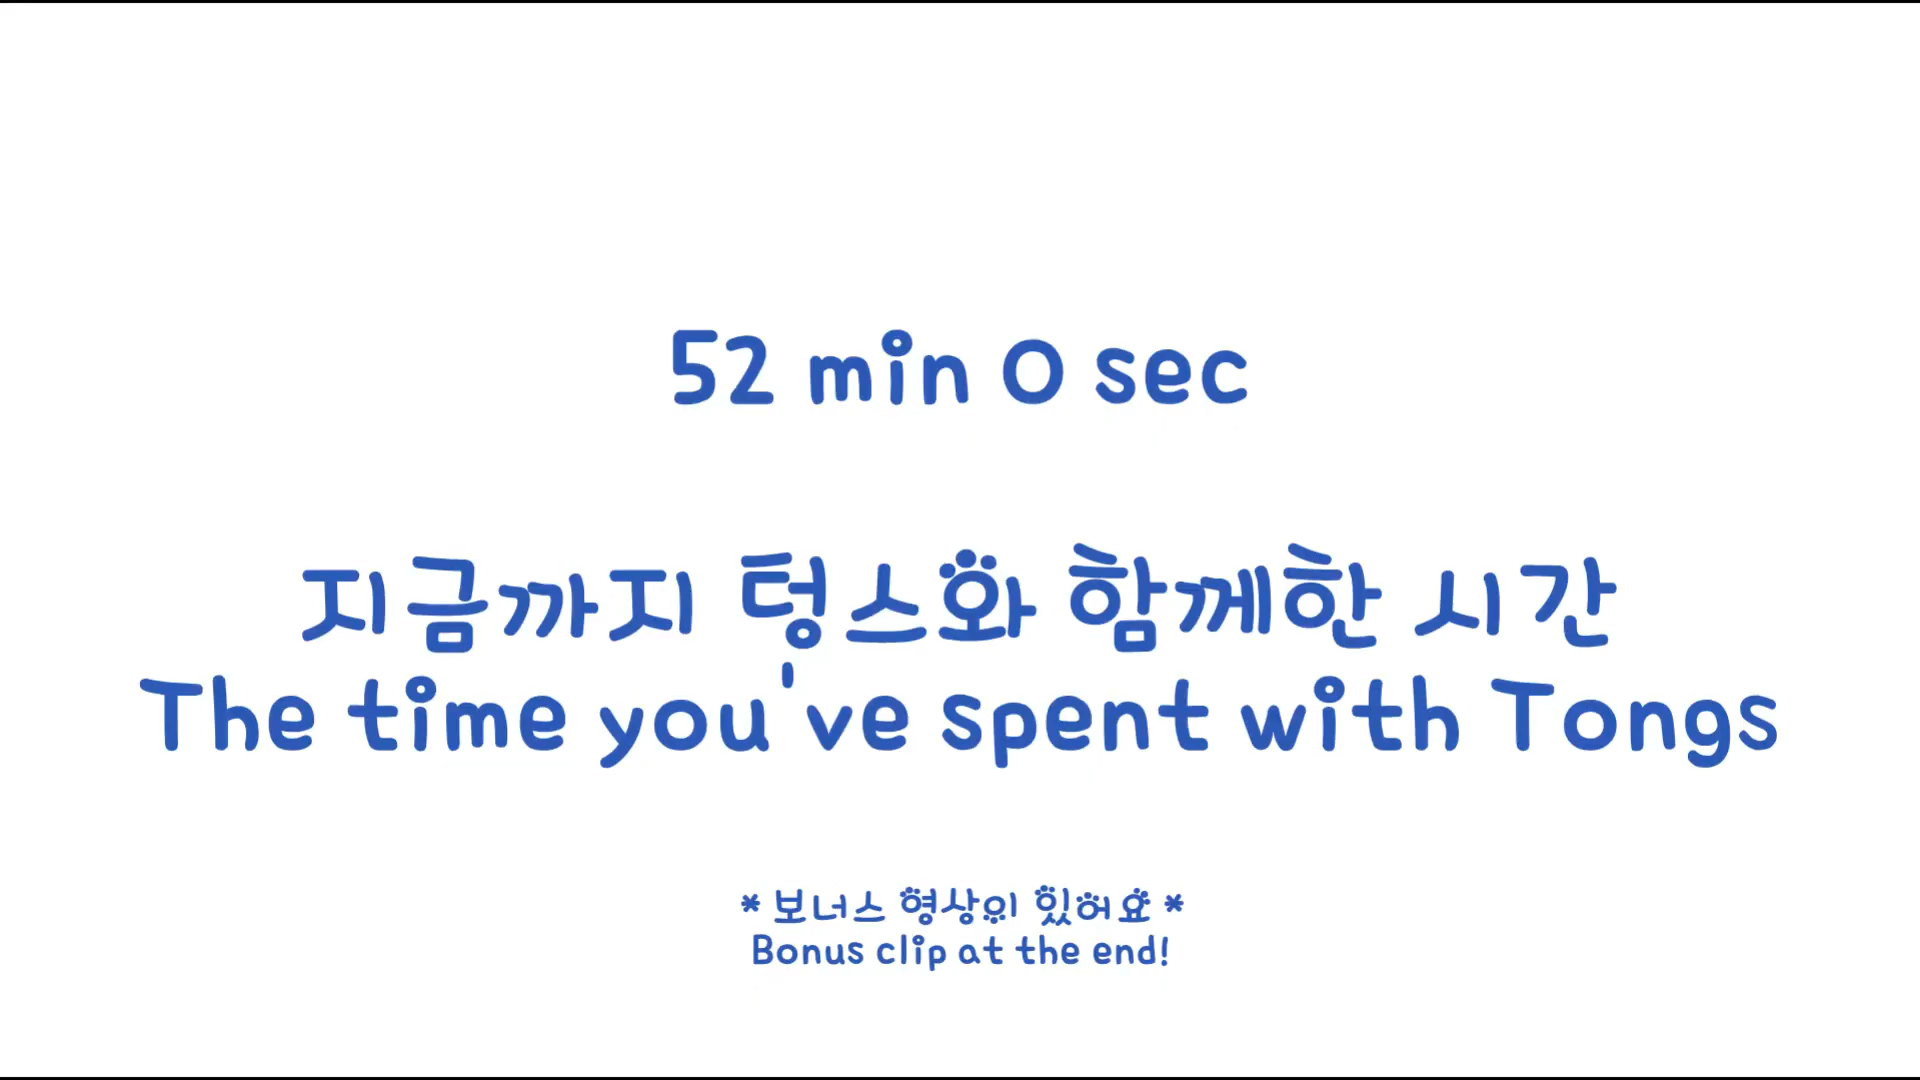 52 min 0 sec
지금까지 텅스와 함께한 시간
The time you've spent with Tongs
* 보너스 영상이 있어요 *
Bonus clip at the end!